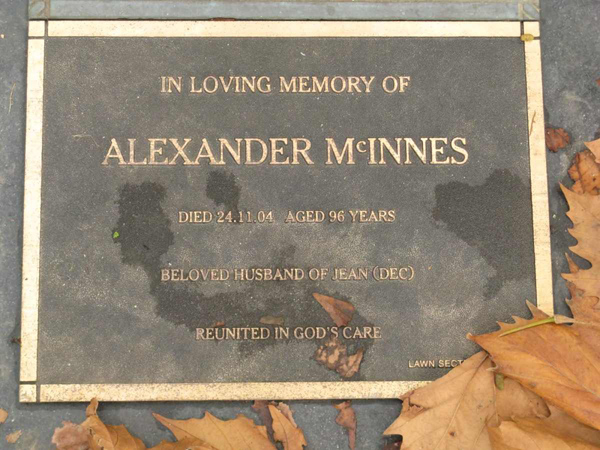 IN LOVING MEMORY OF
ALEXANDER McINNES
DIED 24.11.04 AGED 96 YEARS
BELOVED HUSBAND OF JEAN (DEC)
REUNITED IN GOD'S CARE
LAWN